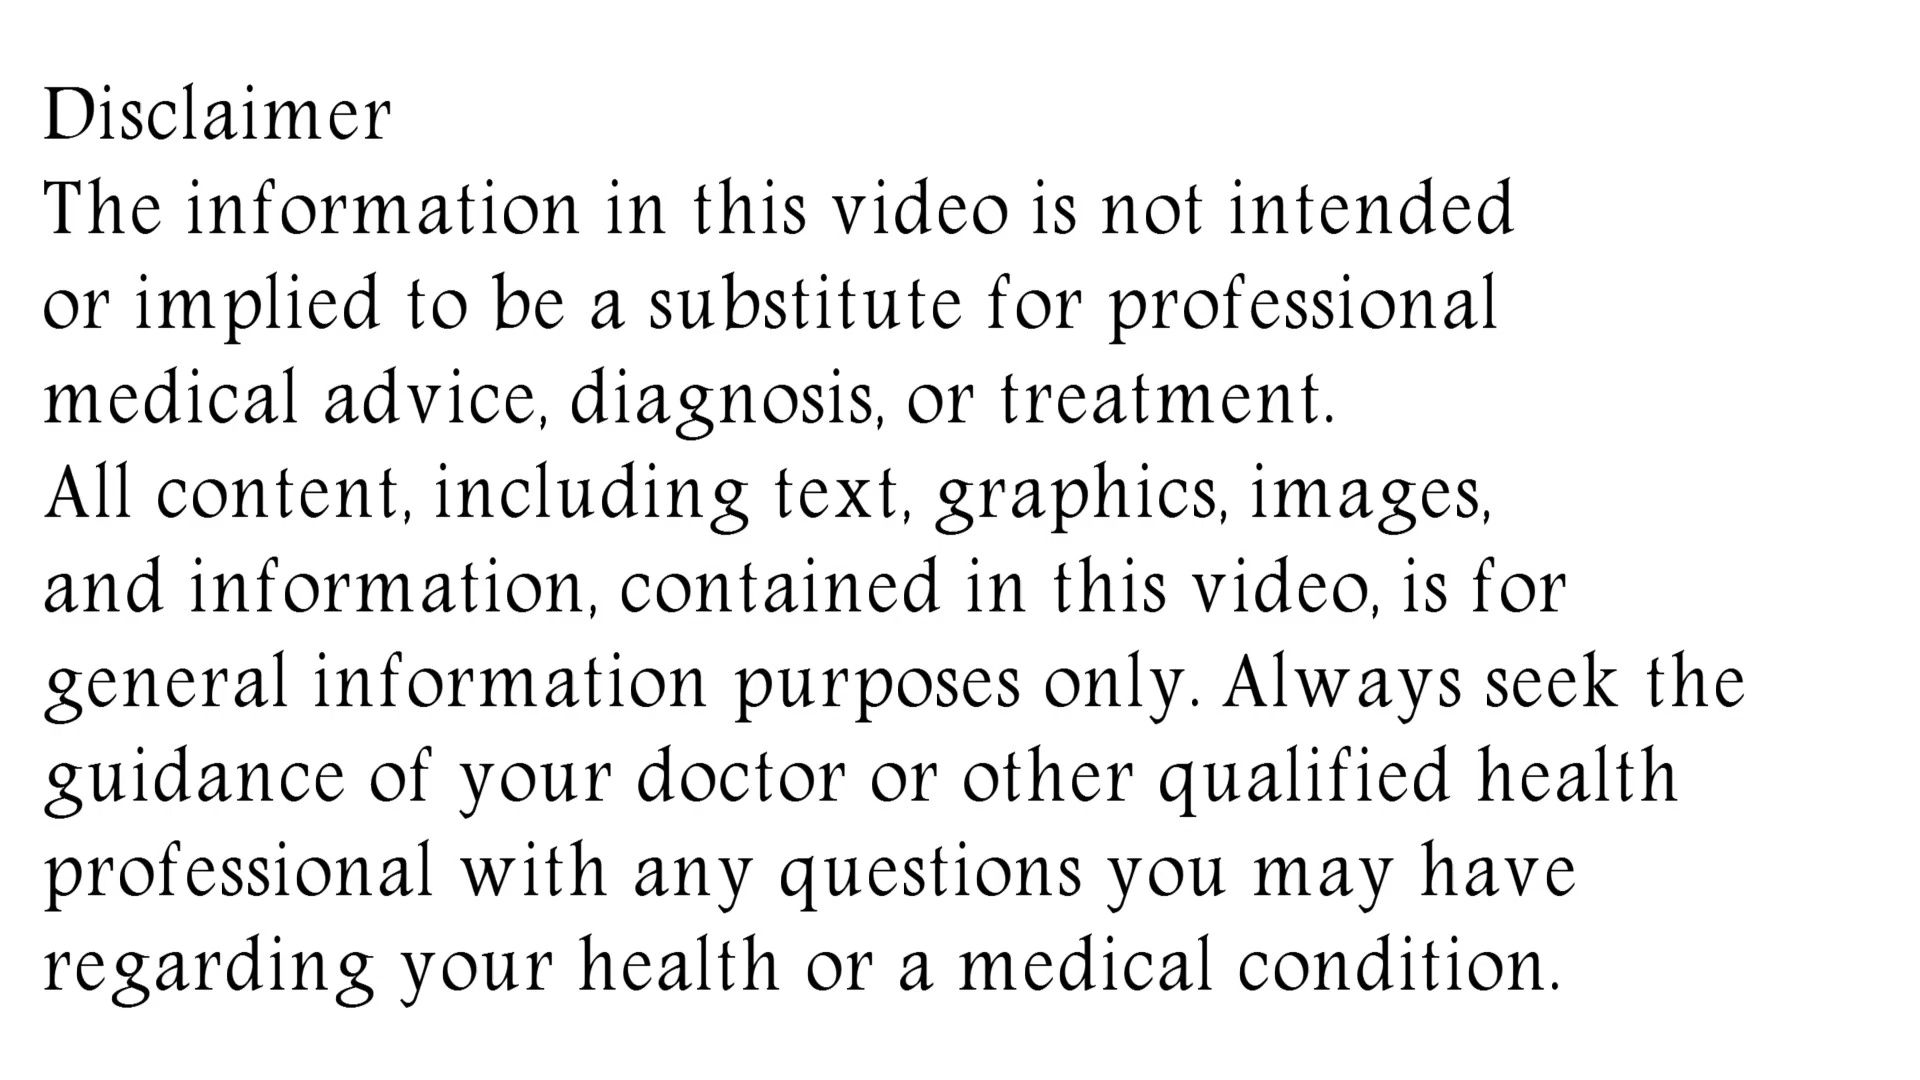 Disclaimer
The information in this video is not intended
or implied to be a substitute for professional
medical advice, diagnosis, or treatment.
All content, including text, graphics, images,
and information, contained in this video, is for
general information purposes only. Always seek the
guidance of your doctor or other qualified health
professional with any questions you may have
regarding your health or a medical condition.